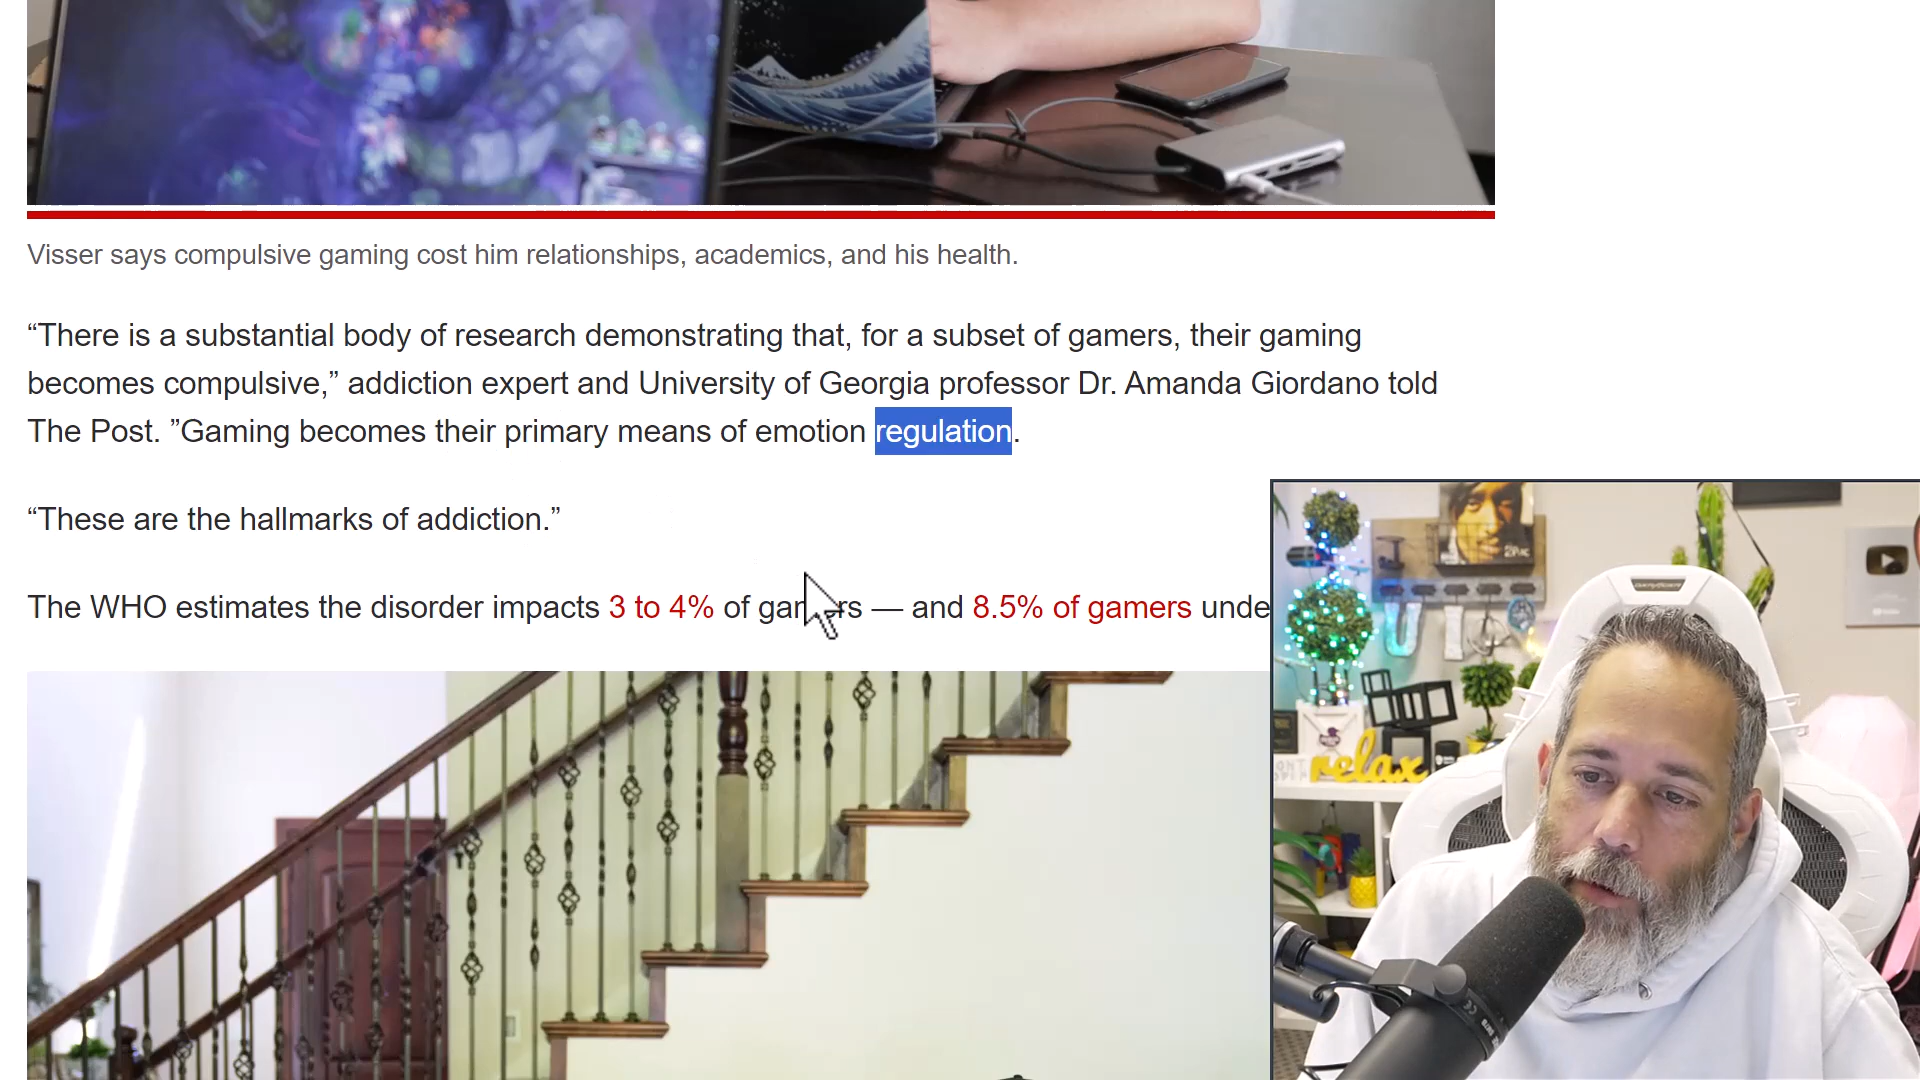 Visser says compulsive gaming cost him relationships, academics, and his health.
“There is a substantial body of research demonstrating that, for a subset of gamers, their gaming
becomes compulsive,” addiction expert and University of Georgia professor Dr. Amanda Giordano told
The Post. ”Gaming becomes their primary means of emotion regulation.
“These are the hallmarks of addiction.”
The WHO estimates the disorder impacts 3 to 4% of gamers — and 8.5% of gamers unde
2PAC
relax